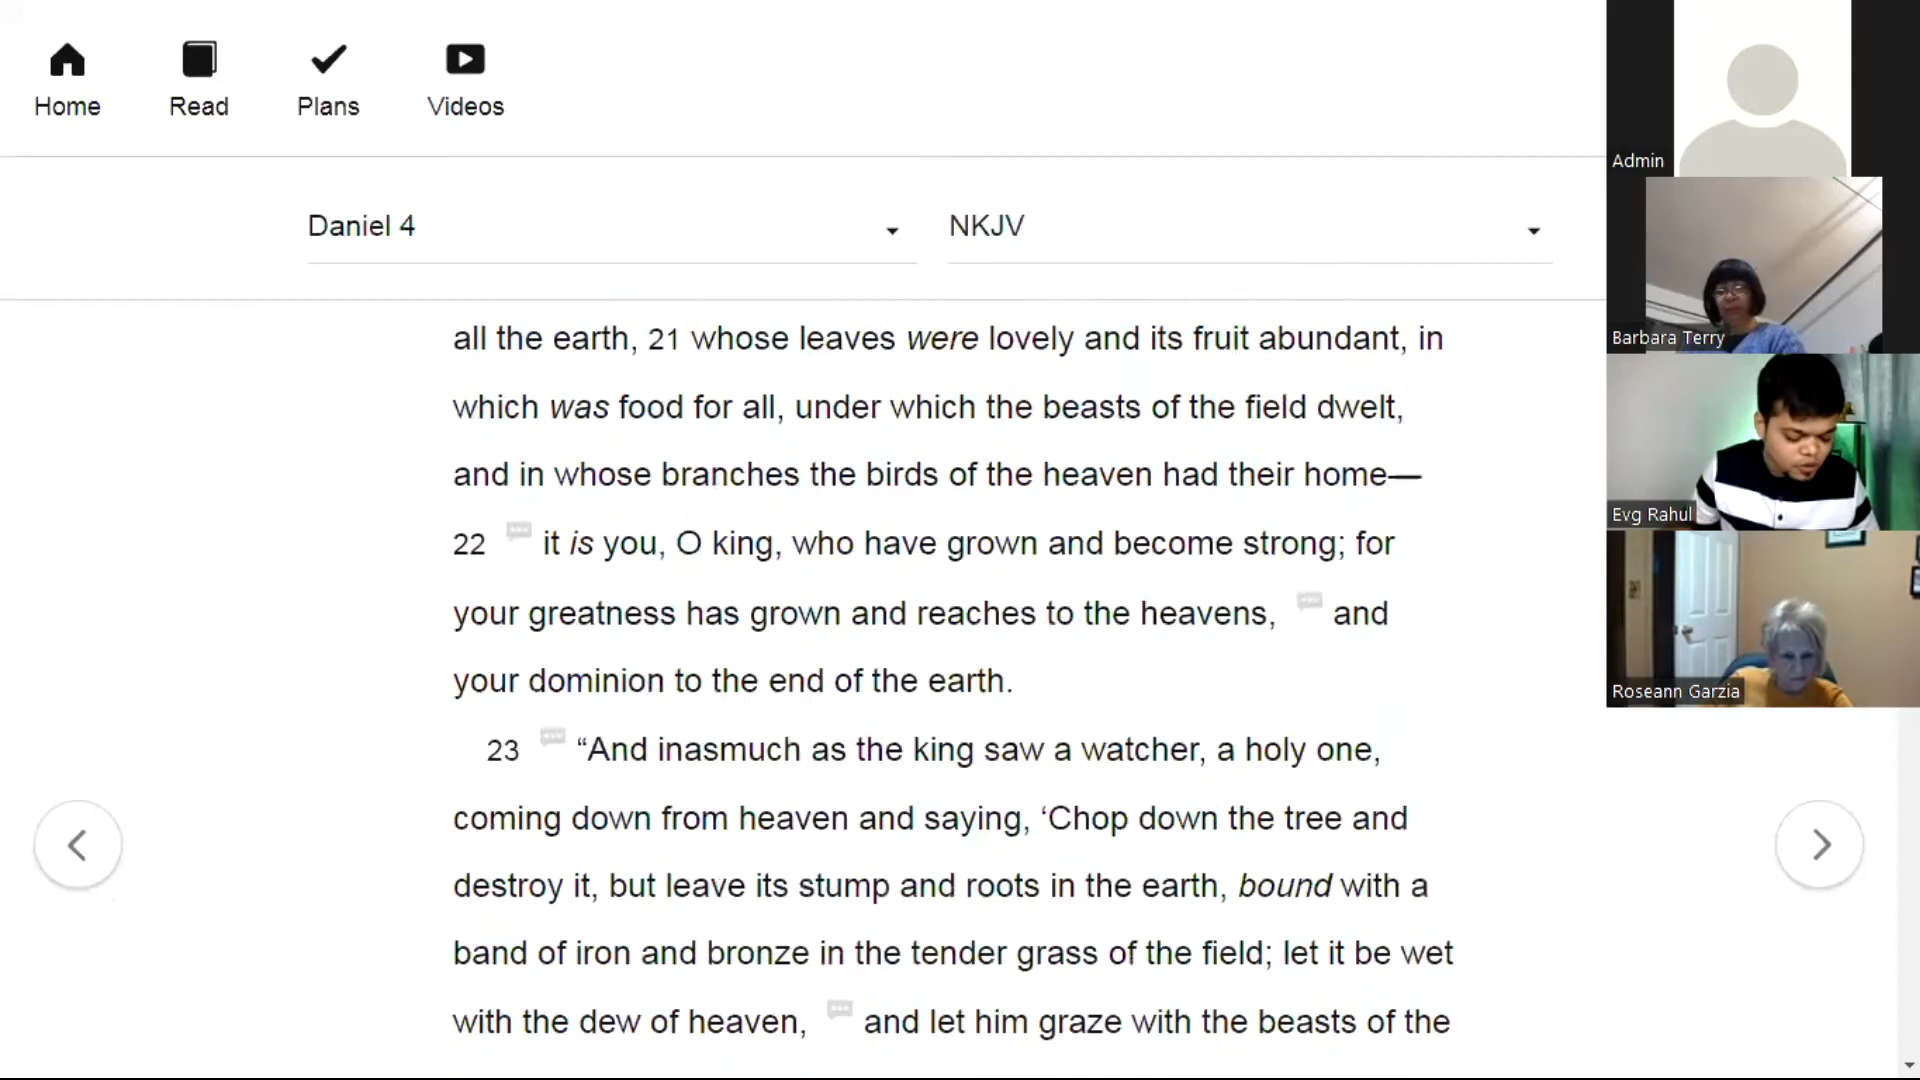 Home Read Plans Videos
Admin
Daniel 4 NKJV
Barbara Terry
all the earth, 21 whose leaves were lovely and its fruit abundant, in
which was food for all, under which the beasts of the field dwelt,
and in whose branches the birds of the heaven had their home—
Evg Rahul
22 it is you, O king, who have grown and become strong; for
your greatness has grown and reaches to the heavens, and
your dominion to the end of the earth.
Roseann Garzia
23 “And inasmuch as the king saw a watcher, a holy one,
coming down from heaven and saying, ‘Chop down the tree and
destroy it, but leave its stump and roots in the earth, bound with a
band of iron and bronze in the tender grass of the field; let it be wet
with the dew of heaven, and let him graze with the beasts of the